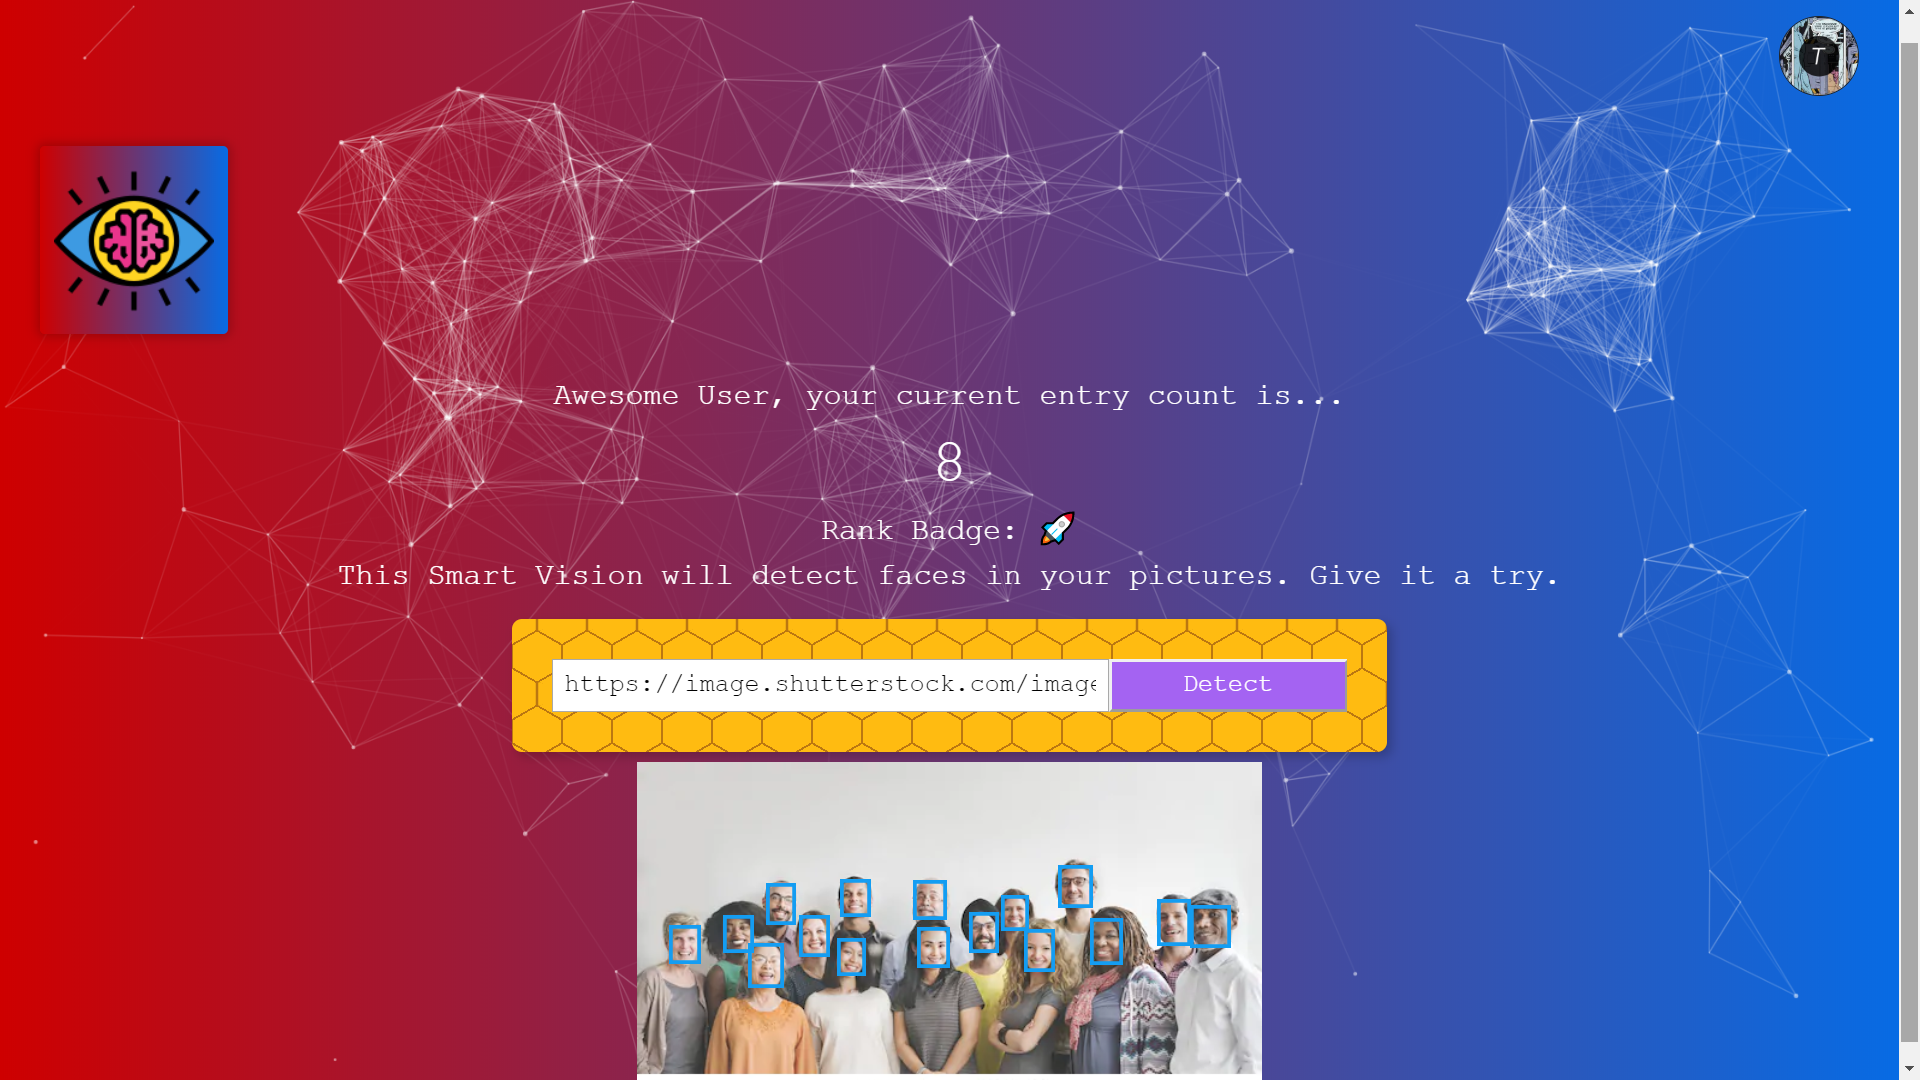 T
Awesome User, your current entry count is...
8
Rank Badge: 🚀
This Smart Vision will detect faces in your pictures. Give it a try.
https://image.shutterstock.com/image
Detect